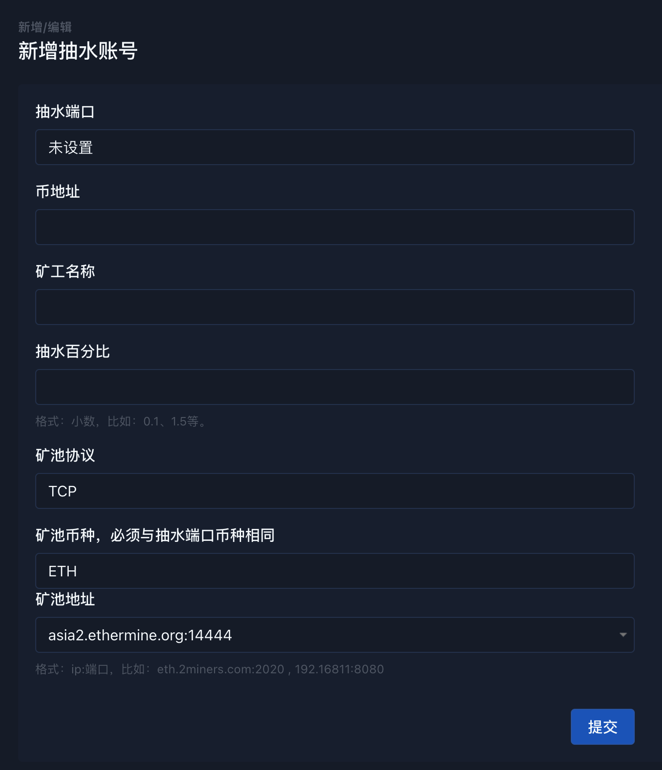 新增/编辑
新增抽水账号
抽水端口
未设置
币地址
矿工名称
抽水百分比
格式：小数，比如：0.1、1.5等。
矿池协议
TCP
矿池币种，必须与抽水端口币种相同
ETH
矿池地址
asia2.ethermine.org:14444
格式：ip:端口，比如：eth.2miners.com:2020 , 192.16811:8080
提交